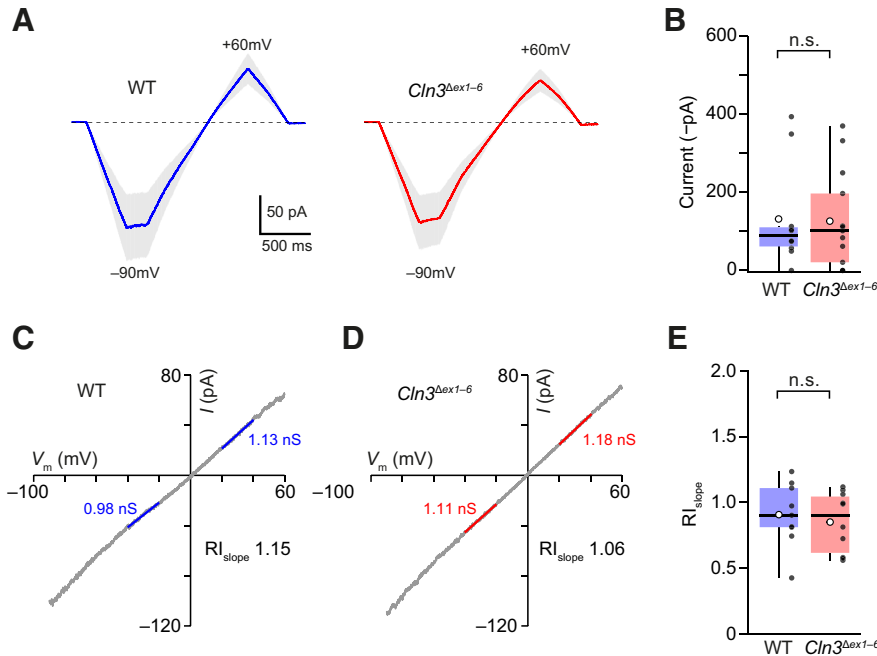 A
WT
+60mV
–90mV
Cln3Δex1–6
+60mV
–90mV
50 pA
500 ms
B
n.s.
Current (–pA)
600
400
200
0
WT
Cln3Δex1–6
C
WT
80
I (pA)
Vm (mV)
1.13 nS
–100
60
0.98 nS
RIslope 1.15
–120
D
Cln3Δex1–6
80
I (pA)
Vm (mV)
1.18 nS
–100
60
1.11 nS
RIslope 1.06
–120
E
n.s.
RIslope
2.0
1.5
1.0
0.5
0
WT
Cln3Δex1–6